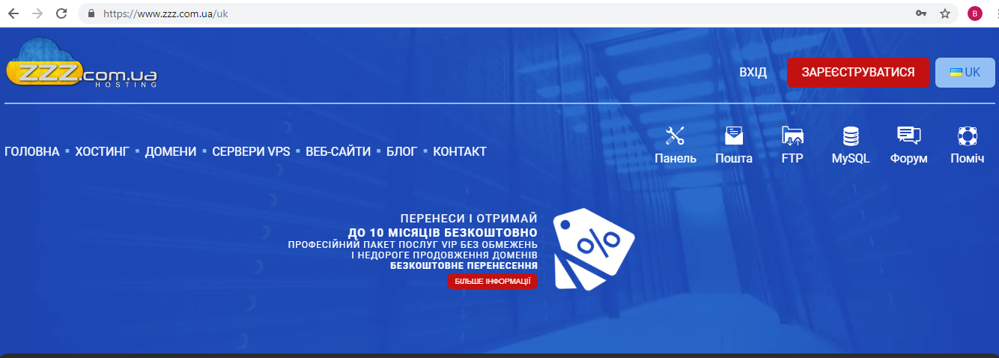 https://www.zzz.com.ua/uk
B
ZZZ.com.ua
HOSTING
ВХІД
ЗАРЕЄСТРУВАТИСЯ
UK
ГОЛОВНА ▪ ХОСТИНГ ▪ ДОМЕНИ ▪ СЕРВЕРИ VPS ▪ ВЕБ-САЙТИ ▪ БЛОГ ▪ КОНТАКТ
Панель Пошта FTP MySQL Форум Поміч
ПЕРЕНЕСИ І ОТРИМАЙ
ДО 10 МІСЯЦІВ БЕЗКОШТОВНО
ПРОФЕСІЙНИЙ ПАКЕТ ПОСЛУГ VIP БЕЗ ОБМЕЖЕНЬ
І НЕДОРОГЕ ПРОДОВЖЕННЯ ДОМЕНІВ
БЕЗКОШТОВНЕ ПЕРЕНЕСЕННЯ
БІЛЬШЕ ІНФОРМАЦІЇ
%